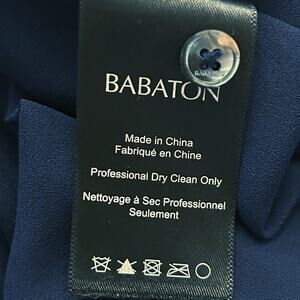 BABATON
Made in China
Fabriqué en Chine
Professional Dry Clean Only
Nettoyage à Sec Professionnel
Seulement